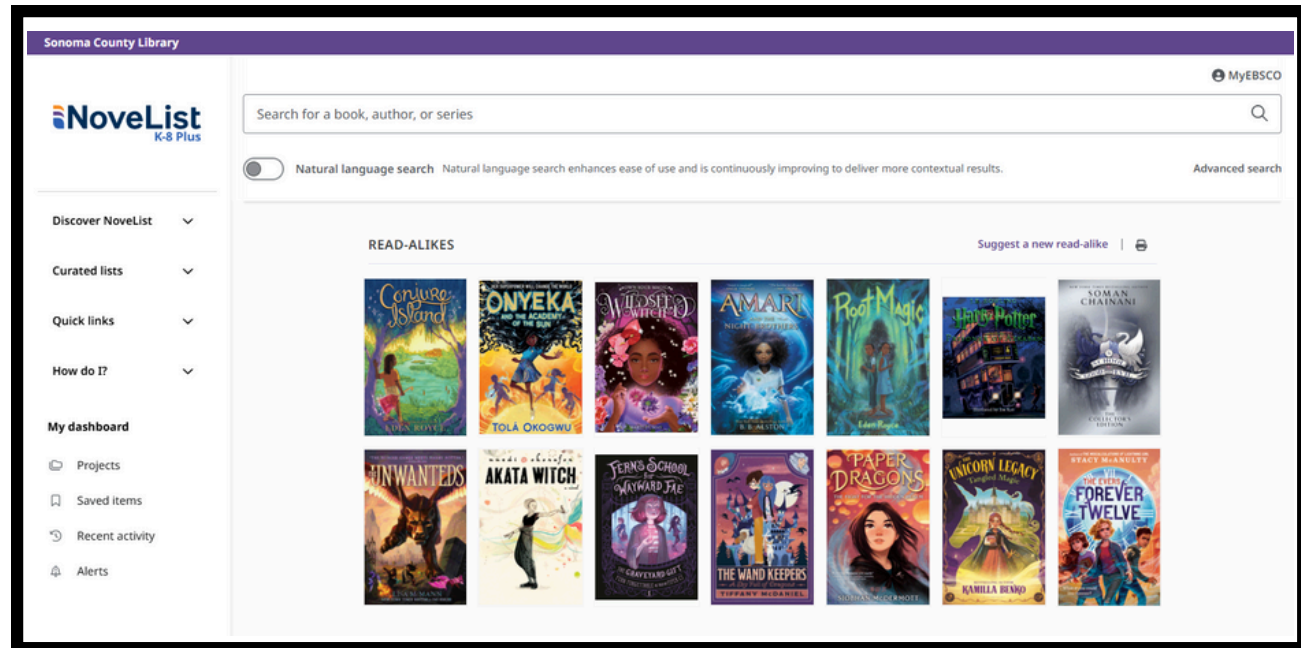 Sonoma County Library
MyEBSCO
NoveList
K-8 Plus
Search for a book, author, or series
Natural language search Natural language search enhances ease of use and is continuously improving to deliver more contextual results.
Advanced search
Discover NoveList
Curated lists
Quick links
How do I?
My dashboard
Projects
Saved items
Recent activity
Alerts
READ-ALIKES
Suggest a new read-alike |
Conjure
Island
EDEN ROYCE
ONYEKA
AND THE ACADEMY
OF THE SUN
TOLÁ OKOGWU
WILDSEED
WITCH
AMARI
NIGHT BROTHERS
B. B. ALSTON
Root Magic
Eden Royce
Harry Potter
SOMAN
CHAINANI
THE
COLLECTOR'S
EDITION
UNWANTEDS
AKATA WITCH
FERN'S SCHOOL
FOR
WAYWARD FAE
GRAVEYARD GIFT
THE WAND KEEPERS
TIFFANY McDANIEL
PAPER
DRAGONS
SIOBHAN McDERMOTT
UNICORN LEGACY
Tangled Magic
KAMILLA BENKO
STACY McANULTY
THE EVERS
FOREVER
TWELVE